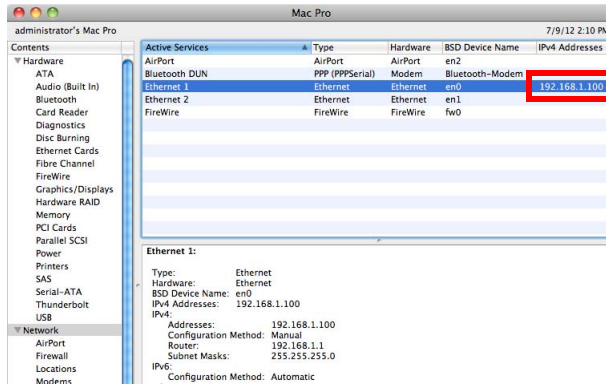 Mac Pro
administrator's Mac Pro 7/9/12 2:10 PM
Contents
Hardware
ATA
Audio (Built In)
Bluetooth
Card Reader
Diagnostics
Disc Burning
Ethernet Cards
Fibre Channel
FireWire
Graphics/Displays
Hardware RAID
Memory
PCI Cards
Parallel SCSI
Power
Printers
SAS
Serial-ATA
Thunderbolt
USB
Network
AirPort
Firewall
Locations
Modems
Active Services Type Hardware BSD Device Name IPv4 Addresses
AirPort AirPort AirPort en2
Bluetooth DUN PPP (PPPSerial) Modem Bluetooth-Modem
Ethernet 1 Ethernet Ethernet en0 192.168.1.100
Ethernet 2 Ethernet Ethernet en1
FireWire FireWire FireWire fw0
Ethernet 1:
Type: Ethernet
Hardware: Ethernet
BSD Device Name: en0
IPv4 Addresses: 192.168.1.100
IPv4:
Addresses: 192.168.1.100
Configuration Method: Manual
Router: 192.168.1.1
Subnet Masks: 255.255.255.0
IPv6:
Configuration Method: Automatic